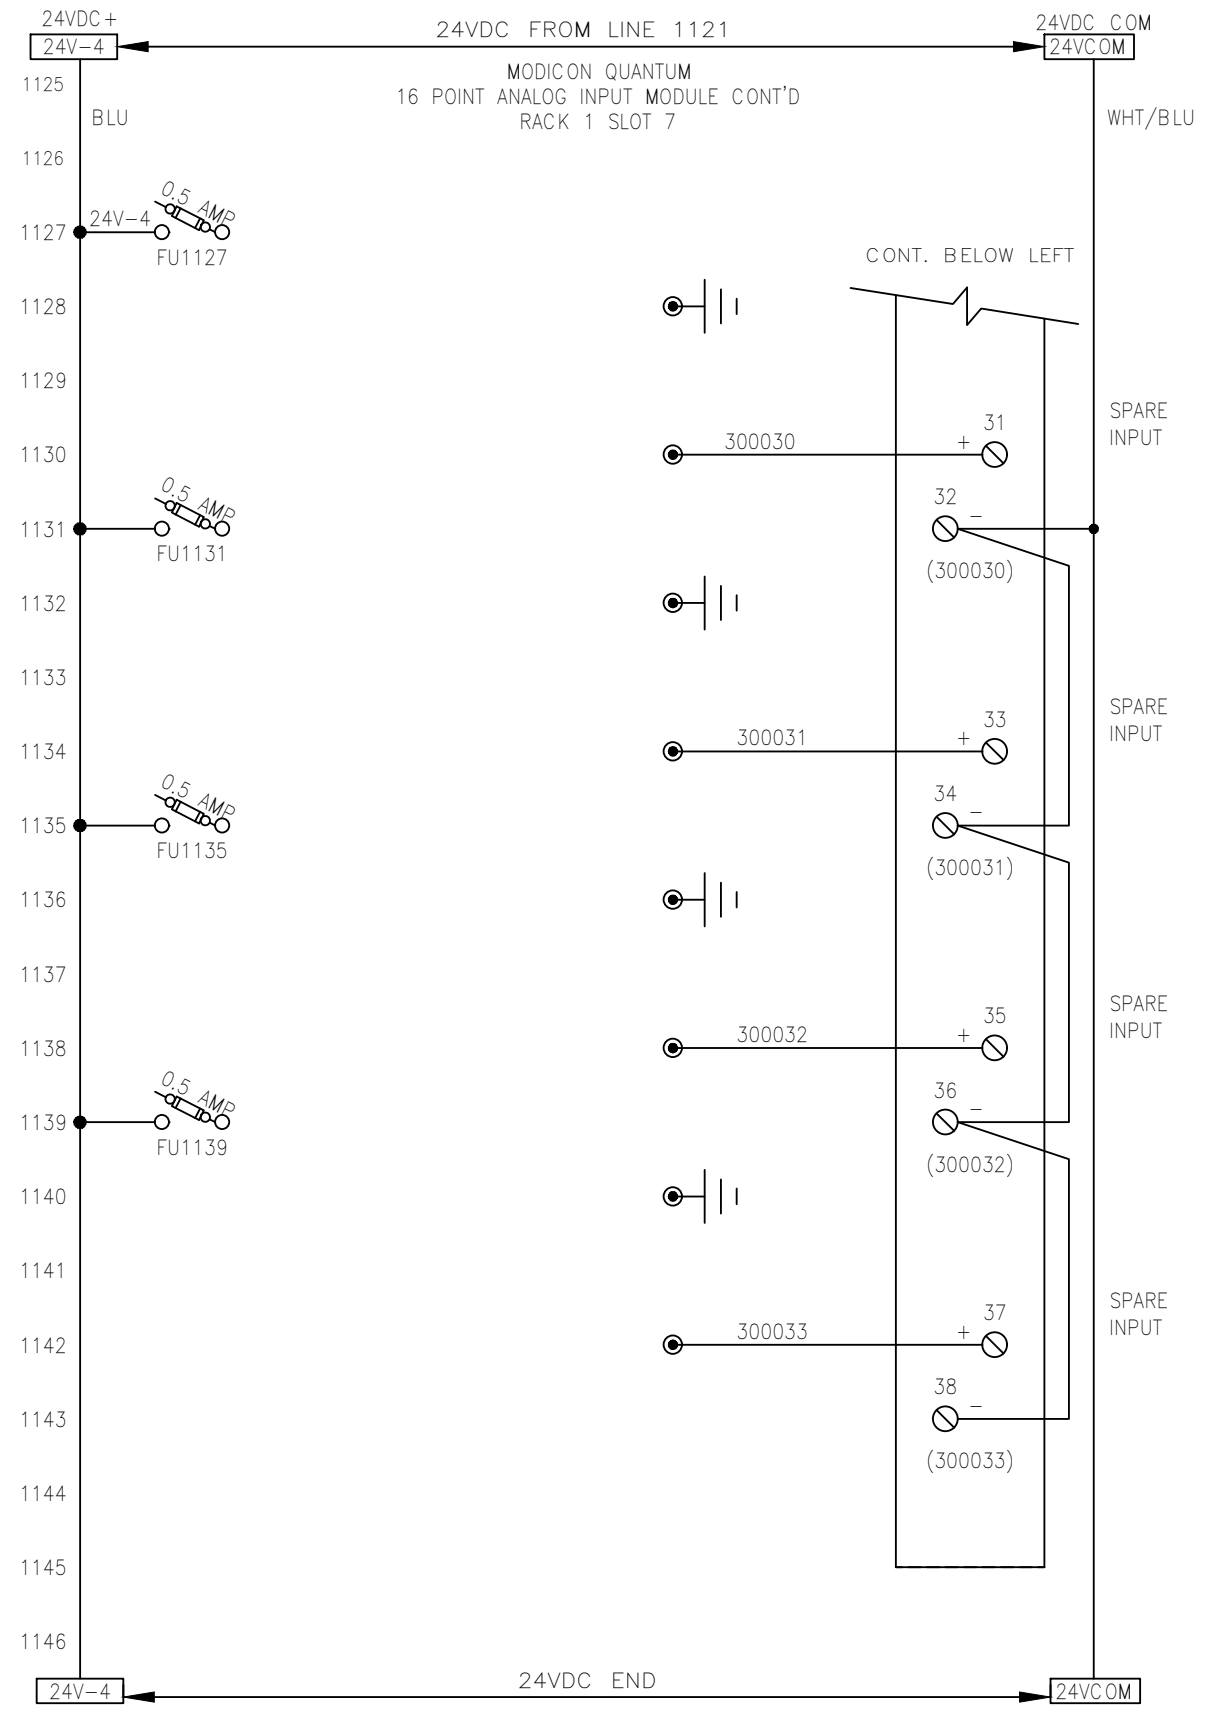 24VDC+
24VDC FROM LINE 1121
24VDC COM
24V-4
24VCOM
MODICON QUANTUM
16 POINT ANALOG INPUT MODULE CONT'D
RACK 1 SLOT 7
1125
BLU
WHT/BLU
1126
0.5 AMP
24V-4
1127
FU1127
CONT. BELOW LEFT
1128
1129
SPARE
INPUT
31
300030
+
1130
0.5 AMP
32
-
1131
FU1131
(300030)
1132
1133
SPARE
INPUT
33
300031
+
1134
0.5 AMP
34
-
1135
FU1135
(300031)
1136
1137
SPARE
INPUT
35
300032
+
1138
0.5 AMP
36
-
1139
FU1139
(300032)
1140
1141
SPARE
INPUT
37
300033
+
1142
38
-
1143
(300033)
1144
1145
1146
24VDC END
24V-4
24VCOM